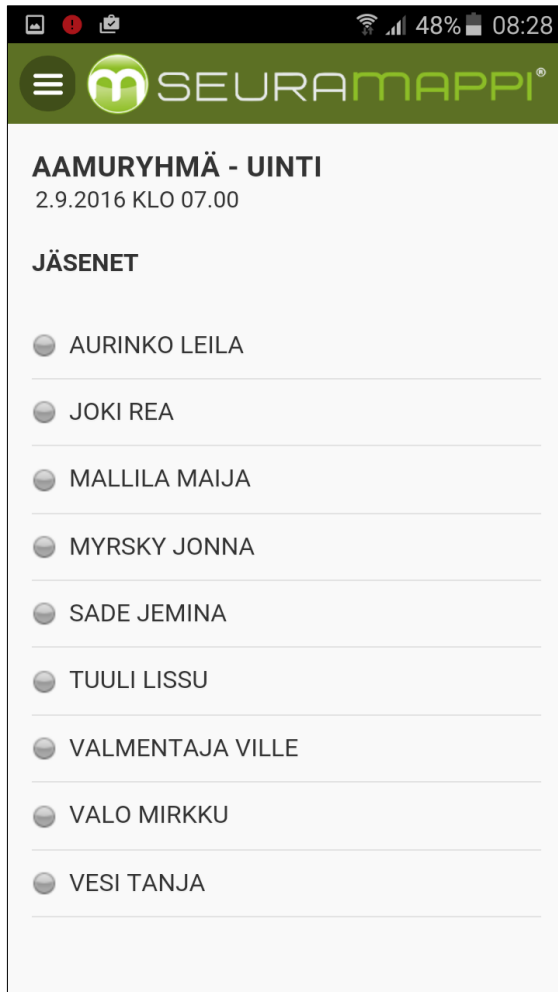 48% 08:28
SEURAMAPPI®
AAMURYHMÄ - UINTI
2.9.2016 KLO 07.00
JÄSENET
AURINKO LEILA
JOKI REA
MALLILA MAIJA
MYRSKY JONNA
SADE JEMINA
TUULI LISSU
VALMENTAJA VILLE
VALO MIRKKU
VESI TANJA